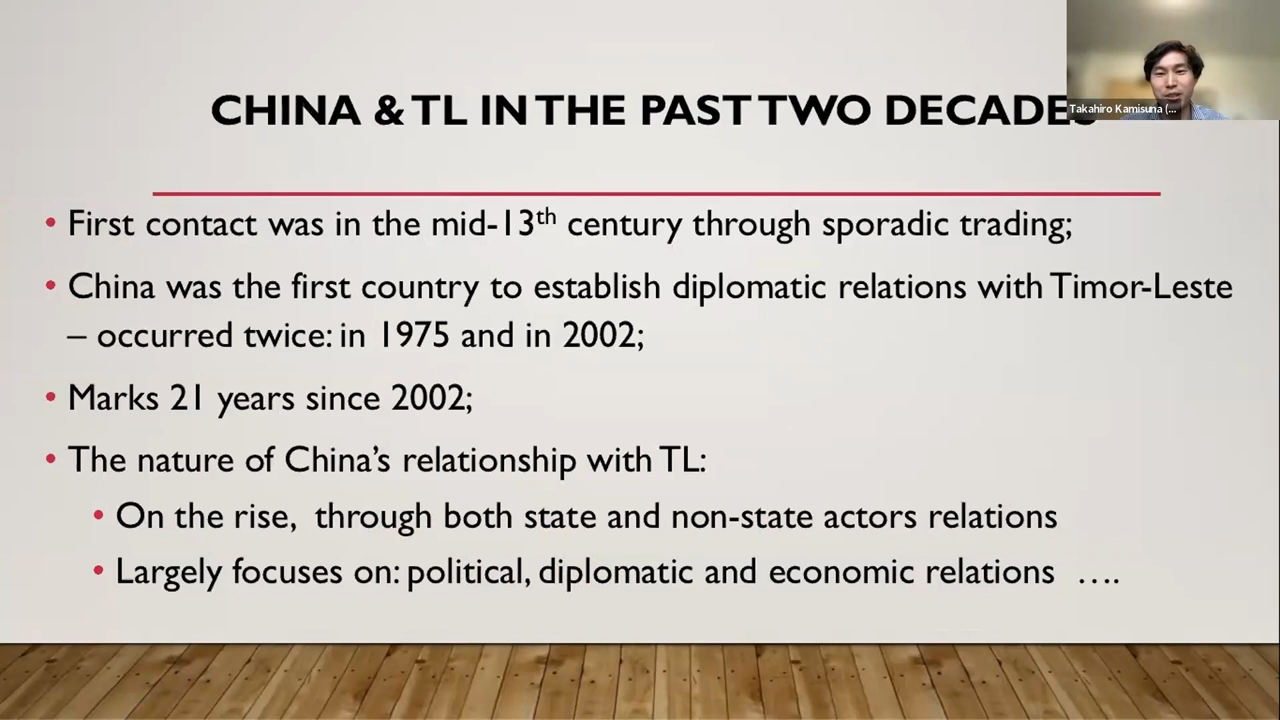 CHINA & TL IN THE PAST TWO DECADES
Takahiro Kamisuna (...
• First contact was in the mid-13th century through sporadic trading;
• China was the first country to establish diplomatic relations with Timor-Leste
– occurred twice: in 1975 and in 2002;
• Marks 21 years since 2002;
• The nature of China’s relationship with TL:
• On the rise,  through both state and non-state actors relations
• Largely focuses on: political, diplomatic and economic relations  ....